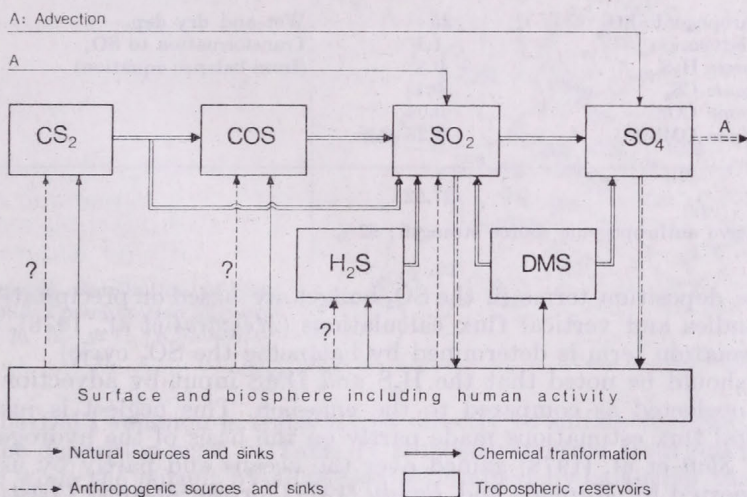 A: Advection
A
CS₂
COS
SO₂
SO₄
A
H₂S
DMS
?
?
?
Surface and biosphere including human activity
Natural sources and sinks
Chemical tranformation
Anthropogenic sources and sinks
Tropospheric reservoirs